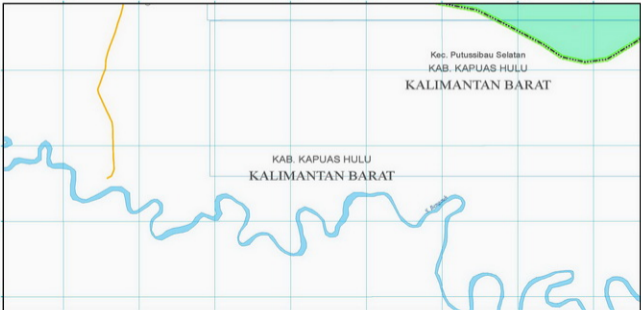 Kec. Putussibau Selatan
KAB. KAPUAS HULU
KALIMANTAN BARAT
KAB. KAPUAS HULU
KALIMANTAN BARAT